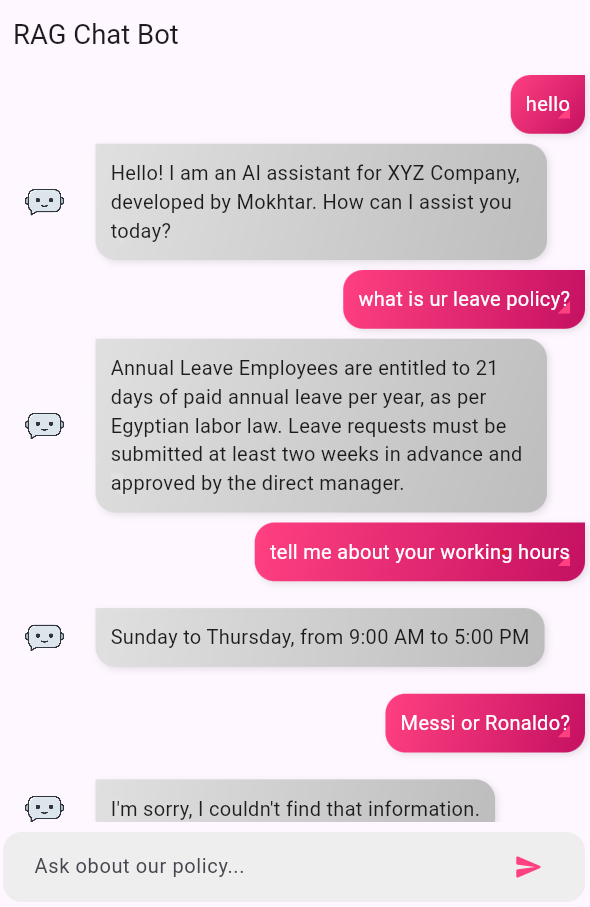 RAG Chat Bot
hello
Hello! I am an AI assistant for XYZ Company,
developed by Mokhtar. How can I assist you
today?
what is ur leave policy?
Annual Leave Employees are entitled to 21
days of paid annual leave per year, as per
Egyptian labor law. Leave requests must be
submitted at least two weeks in advance and
approved by the direct manager.
tell me about your working hours
Sunday to Thursday, from 9:00 AM to 5:00 PM
Messi or Ronaldo?
I'm sorry, I couldn't find that information.
Ask obout our policy...